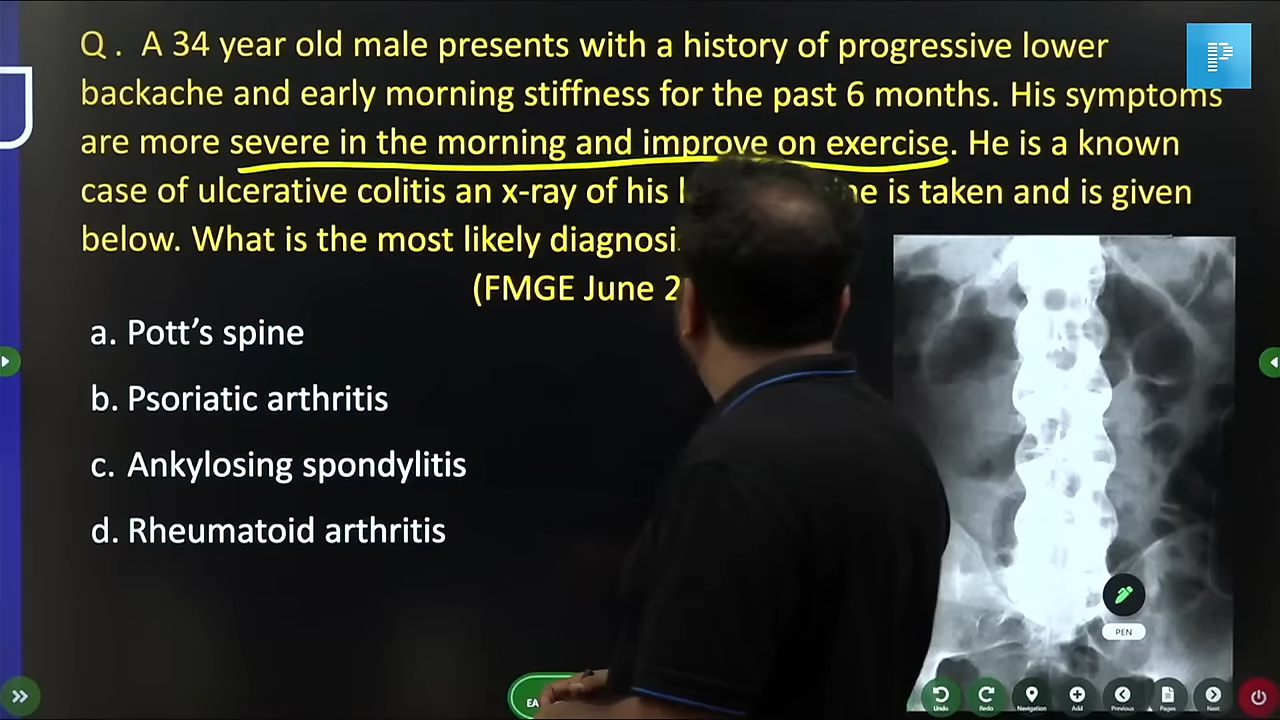 Q. A 34 year old male presents with a history of progressive lower
backache and early morning stiffness for the past 6 months. His symptoms
are more severe in the morning and improve on exercise. He is a known
case of ulcerative colitis an x-ray of his is taken and is given
below. What is the most likely
(FMGE June
a. Pott's spine
b. Psoriatic arthritis
c. Ankylosing spondylitis
d. Rheumatoid arthritis
PEN
EA
Undo Redo Navigation Add Previous Pages Next